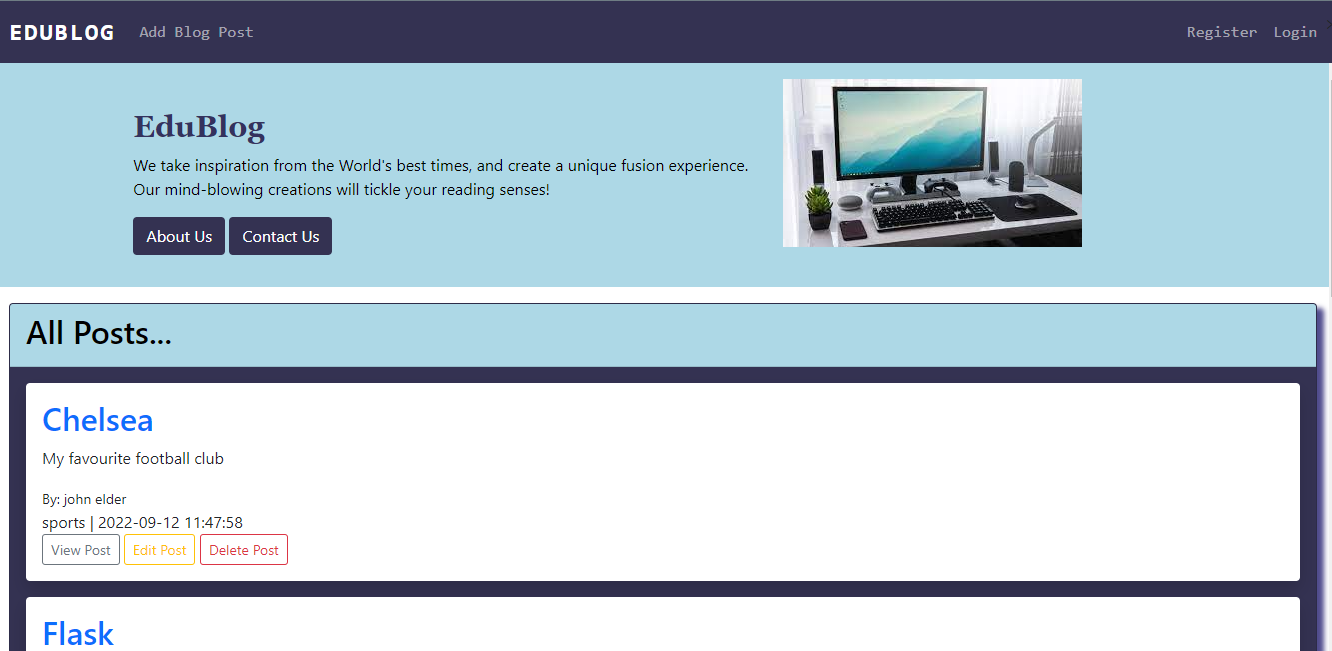 EDUBLOG Add Blog Post Register Login
EduBlog
We take inspiration from the World's best times, and create a unique fusion experience.
Our mind-blowing creations will tickle your reading senses!
About Us Contact Us
All Posts...
Chelsea
My favourite football club
By: john elder
sports | 2022-09-12 11:47:58
View Post Edit Post Delete Post
Flask